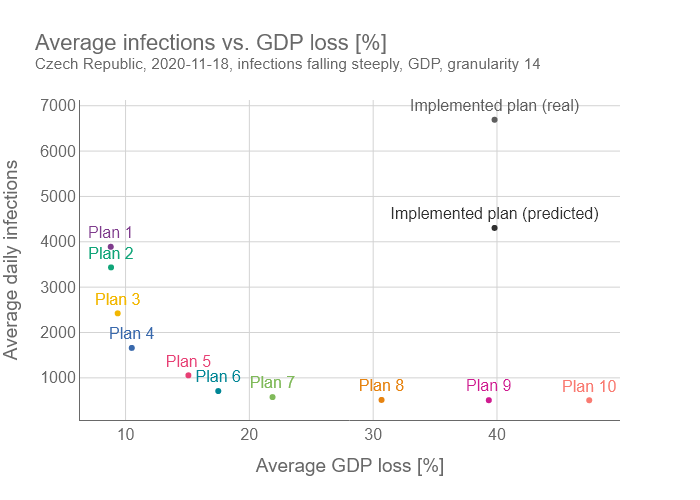 Average infections vs. GDP loss [%]
Czech Republic, 2020-11-18, infections falling steeply, GDP, granularity 14
7000
6000
5000
4000
3000
2000
1000
Average daily infections
Implemented plan (real)
Implemented plan (predicted)
Plan 1
Plan 2
Plan 3
Plan 4
Plan 5
Plan 6
Plan 7
Plan 8
Plan 9
Plan 10
10
20
30
40
Average GDP loss [%]